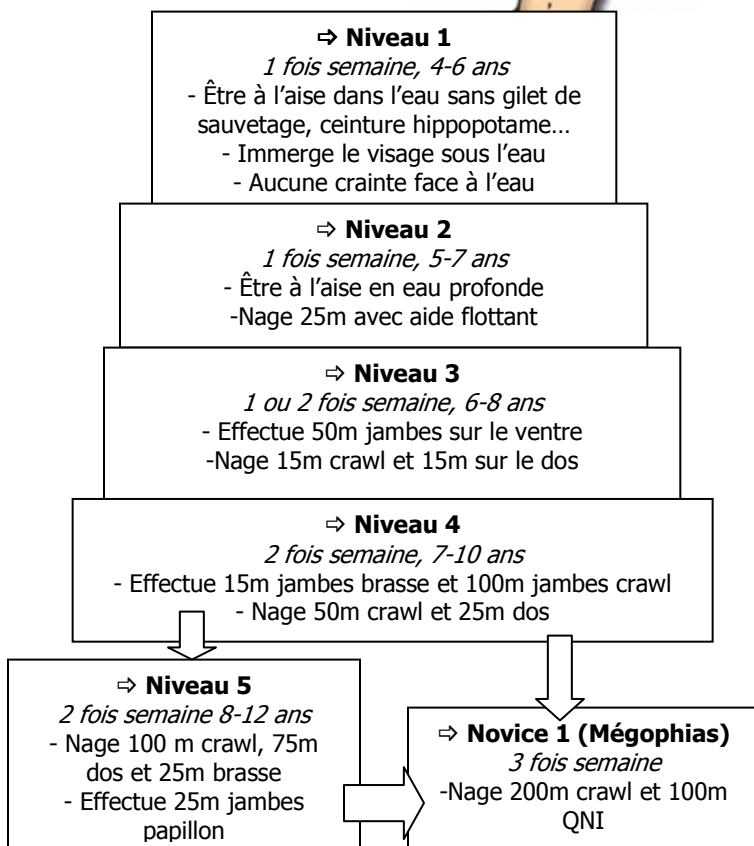 ⇨ Niveau 1
1 fois semaine, 4-6 ans
- Être à l'aise dans l'eau sans gilet de
sauvetage, ceinture hippopotame…
- Immerge le visage sous l'eau
- Aucune crainte face à l'eau
⇨ Niveau 2
1 fois semaine, 5-7 ans
- Être à l'aise en eau profonde
-Nage 25m avec aide flottant
⇨ Niveau 3
1 ou 2 fois semaine, 6-8 ans
- Effectue 50m jambes sur le ventre
-Nage 15m crawl et 15m sur le dos
⇨ Niveau 4
2 fois semaine, 7-10 ans
- Effectue 15m jambes brasse et 100m jambes crawl
- Nage 50m crawl et 25m dos
⇨ Niveau 5
2 fois semaine 8-12 ans
- Nage 100 m crawl, 75m
dos et 25m brasse
- Effectue 25m jambes
papillon
⇨ Novice 1 (Mégophias)
3 fois semaine
-Nage 200m crawl et 100m
QNI